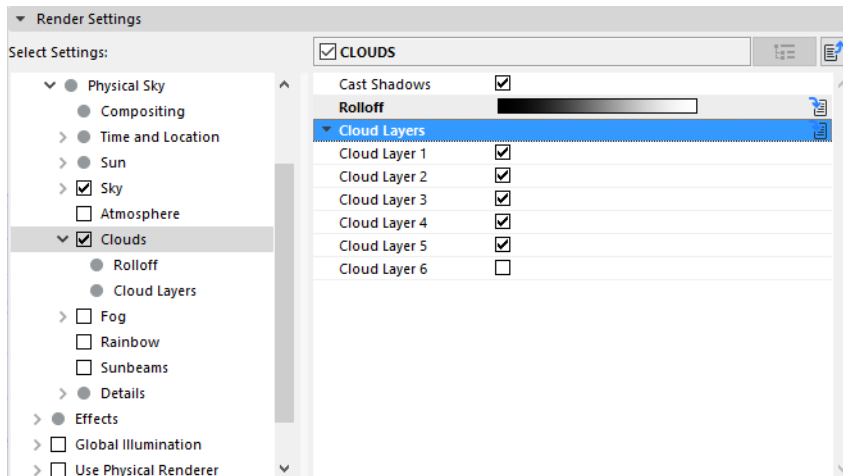 Render Settings
Select Settings:
CLOUDS
Physical Sky
Compositing
Time and Location
Sun
Sky
Atmosphere
Clouds
Rolloff
Cloud Layers
Fog
Rainbow
Sunbeams
Details
Effects
Global Illumination
Use Physical Renderer
Cast Shadows
Rolloff
Cloud Layers
Cloud Layer 1
Cloud Layer 2
Cloud Layer 3
Cloud Layer 4
Cloud Layer 5
Cloud Layer 6